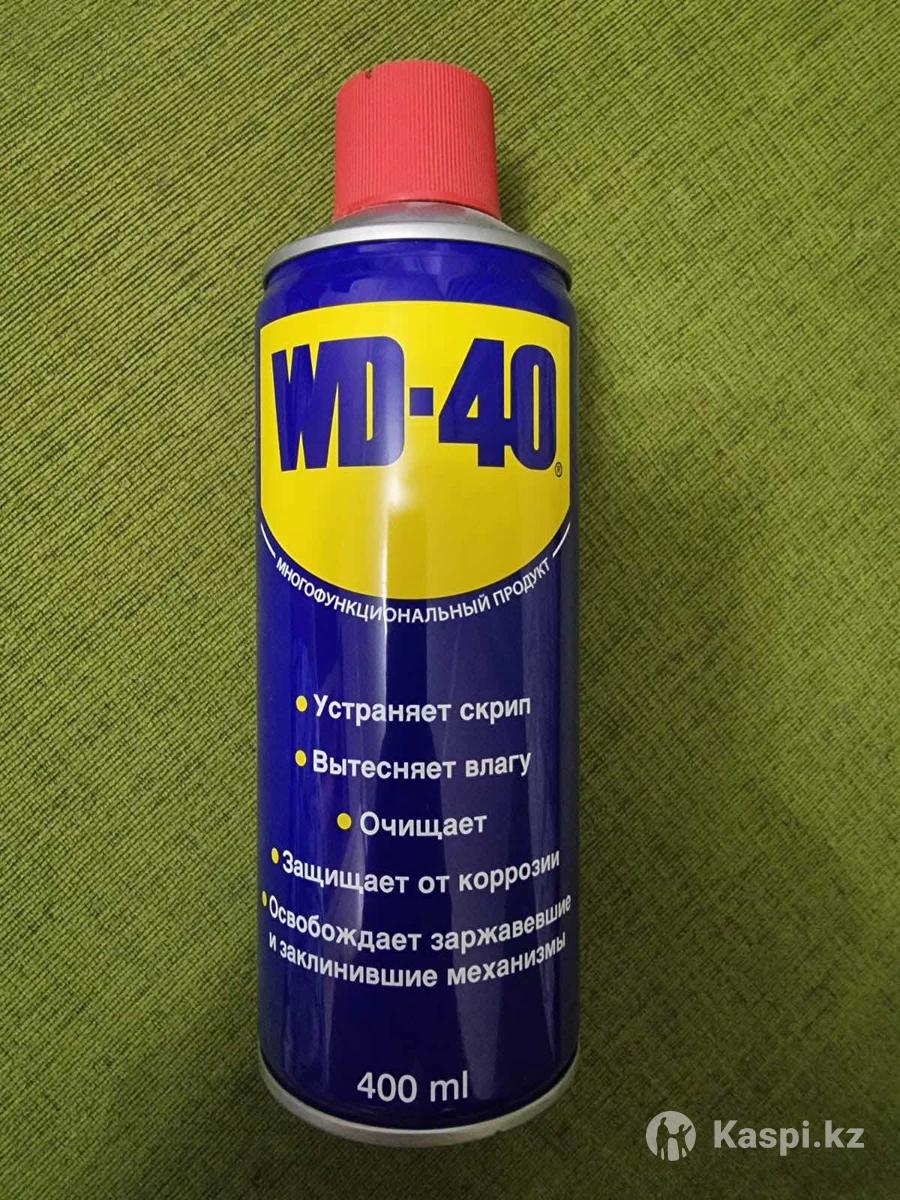 WD-40®
МНОГОФУНКЦИОНАЛЬНЫЙ ПРОДУКТ
• Устраняет скрип
• Вытесняет влагу
• Очищает
• Защищает от коррозии
• Освобождает заржавевшие
и заклинившие механизмы
400 ml
Kaspi.kz